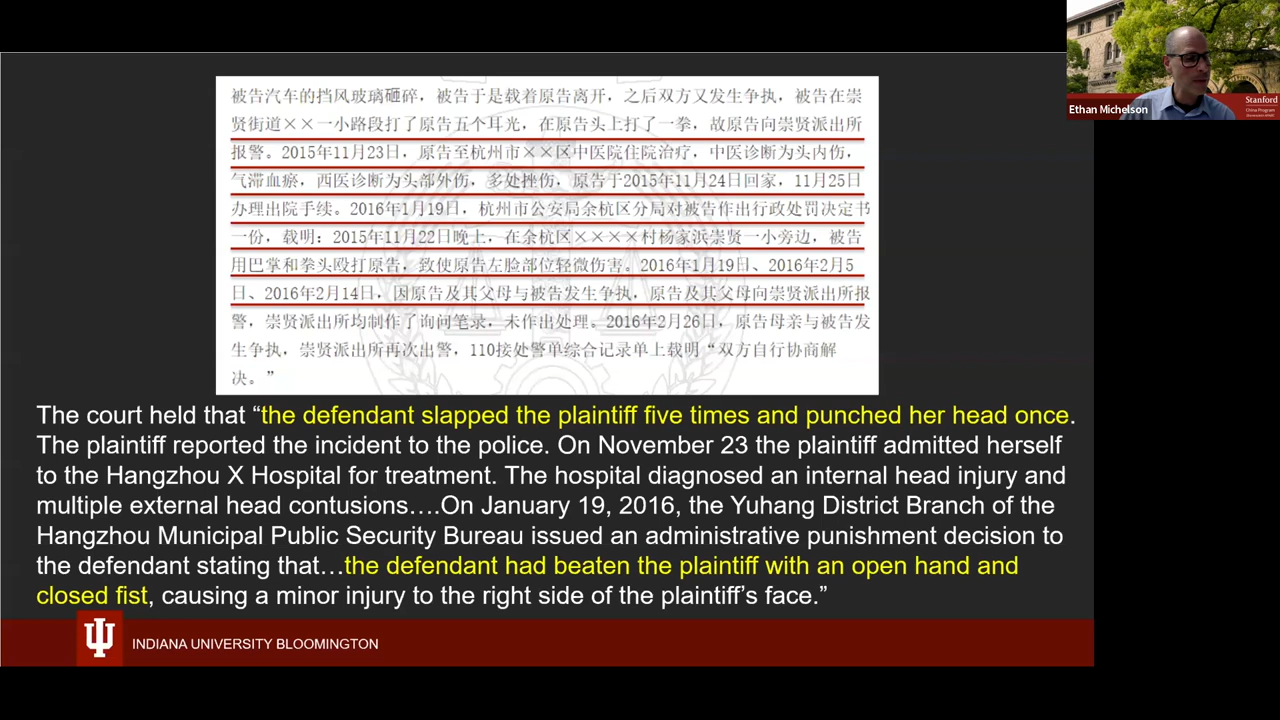 被告汽车的挡风玻璃砸碎，被告于是载着原告离开，之后双方又发生争执，被告在崇
贤街道××一小路段打了原告五个耳光，在原告头上打了一拳，故原告向崇贤派出所
报警。2015年11月23日，原告至杭州市××区中医院住院治疗，中医诊断为头内伤，
气滞血瘀，西医诊断为头部外伤，多处挫伤，原告于2015年11月24日回家，11月25日
办理出院手续。2016年1月19日，杭州市公安局余杭区分局对被告作出行政处罚决定书
一份，载明：2015年11月22日晚上，在余杭区××××村杨家浜崇贤一小旁边，被告
用巴掌和拳头殴打原告，致使原告左脸部位轻微伤害。2016年1月19日、2016年2月5
日、2016年2月14日，因原告及其父母与被告发生争执，原告及其父母向崇贤派出所报
警，崇贤派出所均制作了询问笔录，未作出处理。2016年2月26日，原告母亲与被告发
生争执，崇贤派出所再次出警，110接处警单综合记录单上载明“双方自行协商解
决。”
The court held that “the defendant slapped the plaintiff five times and punched her head once.
The plaintiff reported the incident to the police. On November 23 the plaintiff admitted herself
to the Hangzhou X Hospital for treatment. The hospital diagnosed an internal head injury and
multiple external head contusions….On January 19, 2016, the Yuhang District Branch of the
Hangzhou Municipal Public Security Bureau issued an administrative punishment decision to
the defendant stating that…the defendant had beaten the plaintiff with an open hand and
closed fist, causing a minor injury to the right side of the plaintiff’s face.”
INDIANA UNIVERSITY BLOOMINGTON
Ethan Michelson
Stanford
China Program